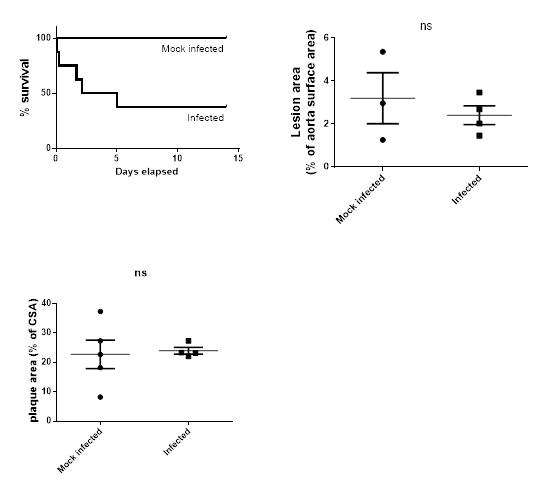 100
50
0
% survival
Mock infected
Infected
0 5 10 15
Days elapsed
ns
6
4
2
0
Lesion area
(% of aorta surface area)
Mock infected
Infected
ns
40
30
20
10
0
plaque area (% of CSA)
Mock infected
Infected